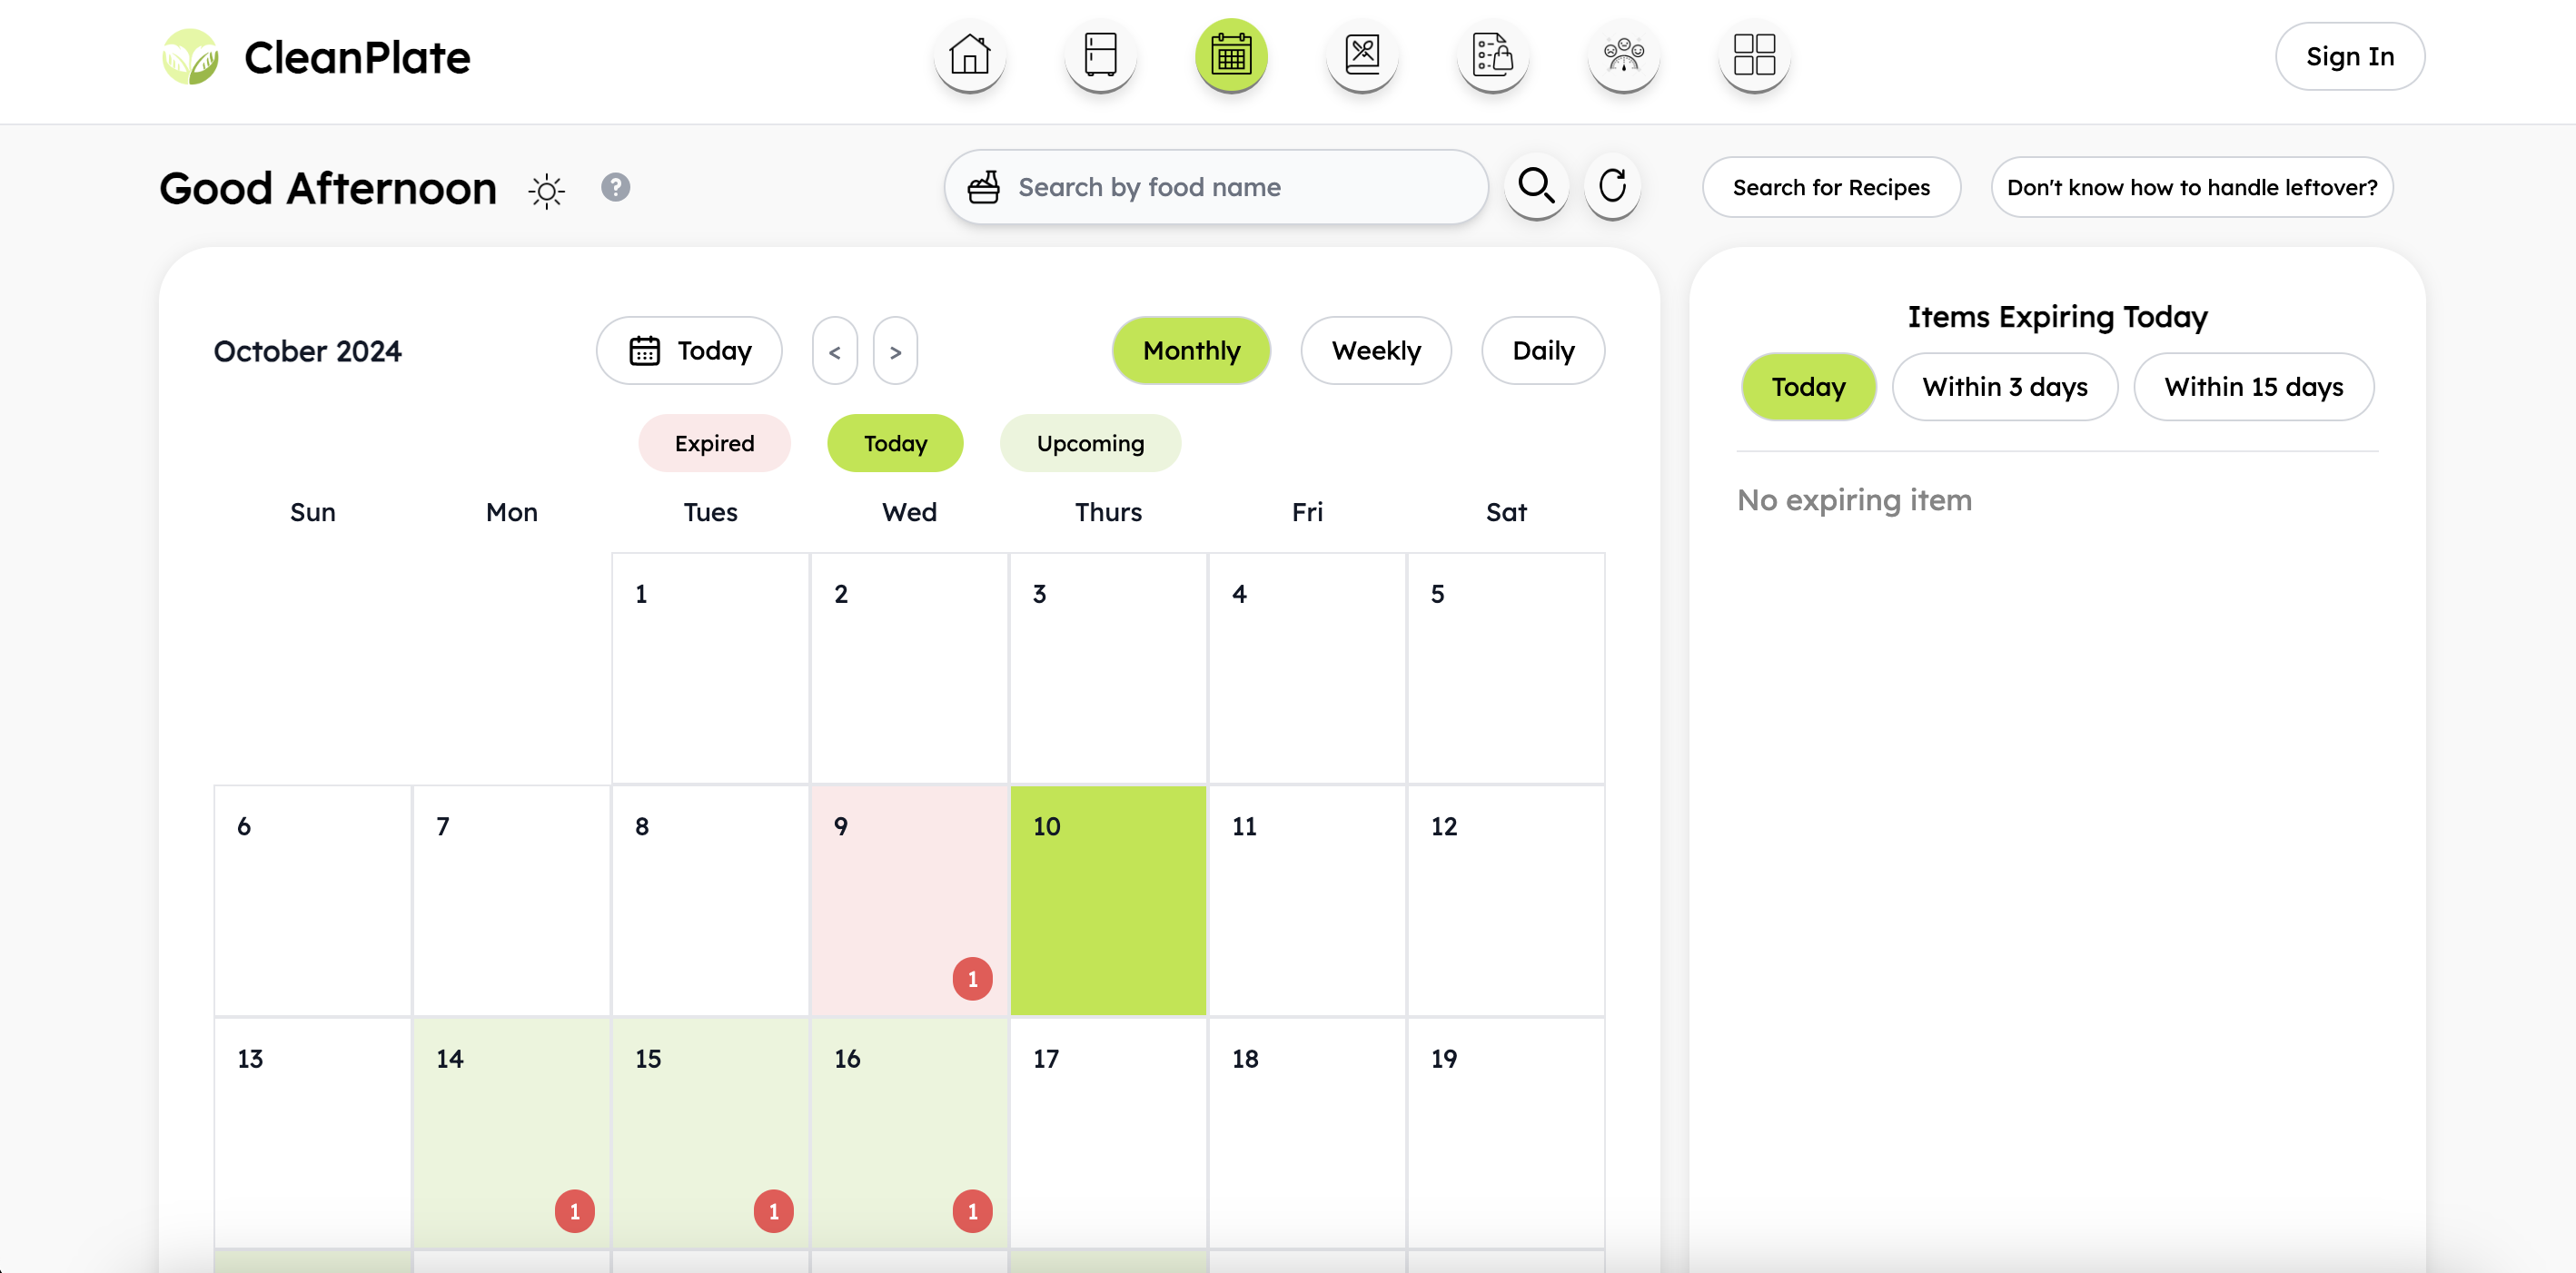 CleanPlate
Sign In
Good Afternoon
?
Search by food name
Search for Recipes
Don't know how to handle leftover?
October 2024
Today
<
>
Monthly
Weekly
Daily
Expired
Today
Upcoming
Sun Mon Tues Wed Thurs Fri Sat
1 2 3 4 5
6 7 8 9 10 11 12
1
13 14 15 16 17 18 19
1 1 1
Items Expiring Today
Today
Within 3 days
Within 15 days
No expiring item